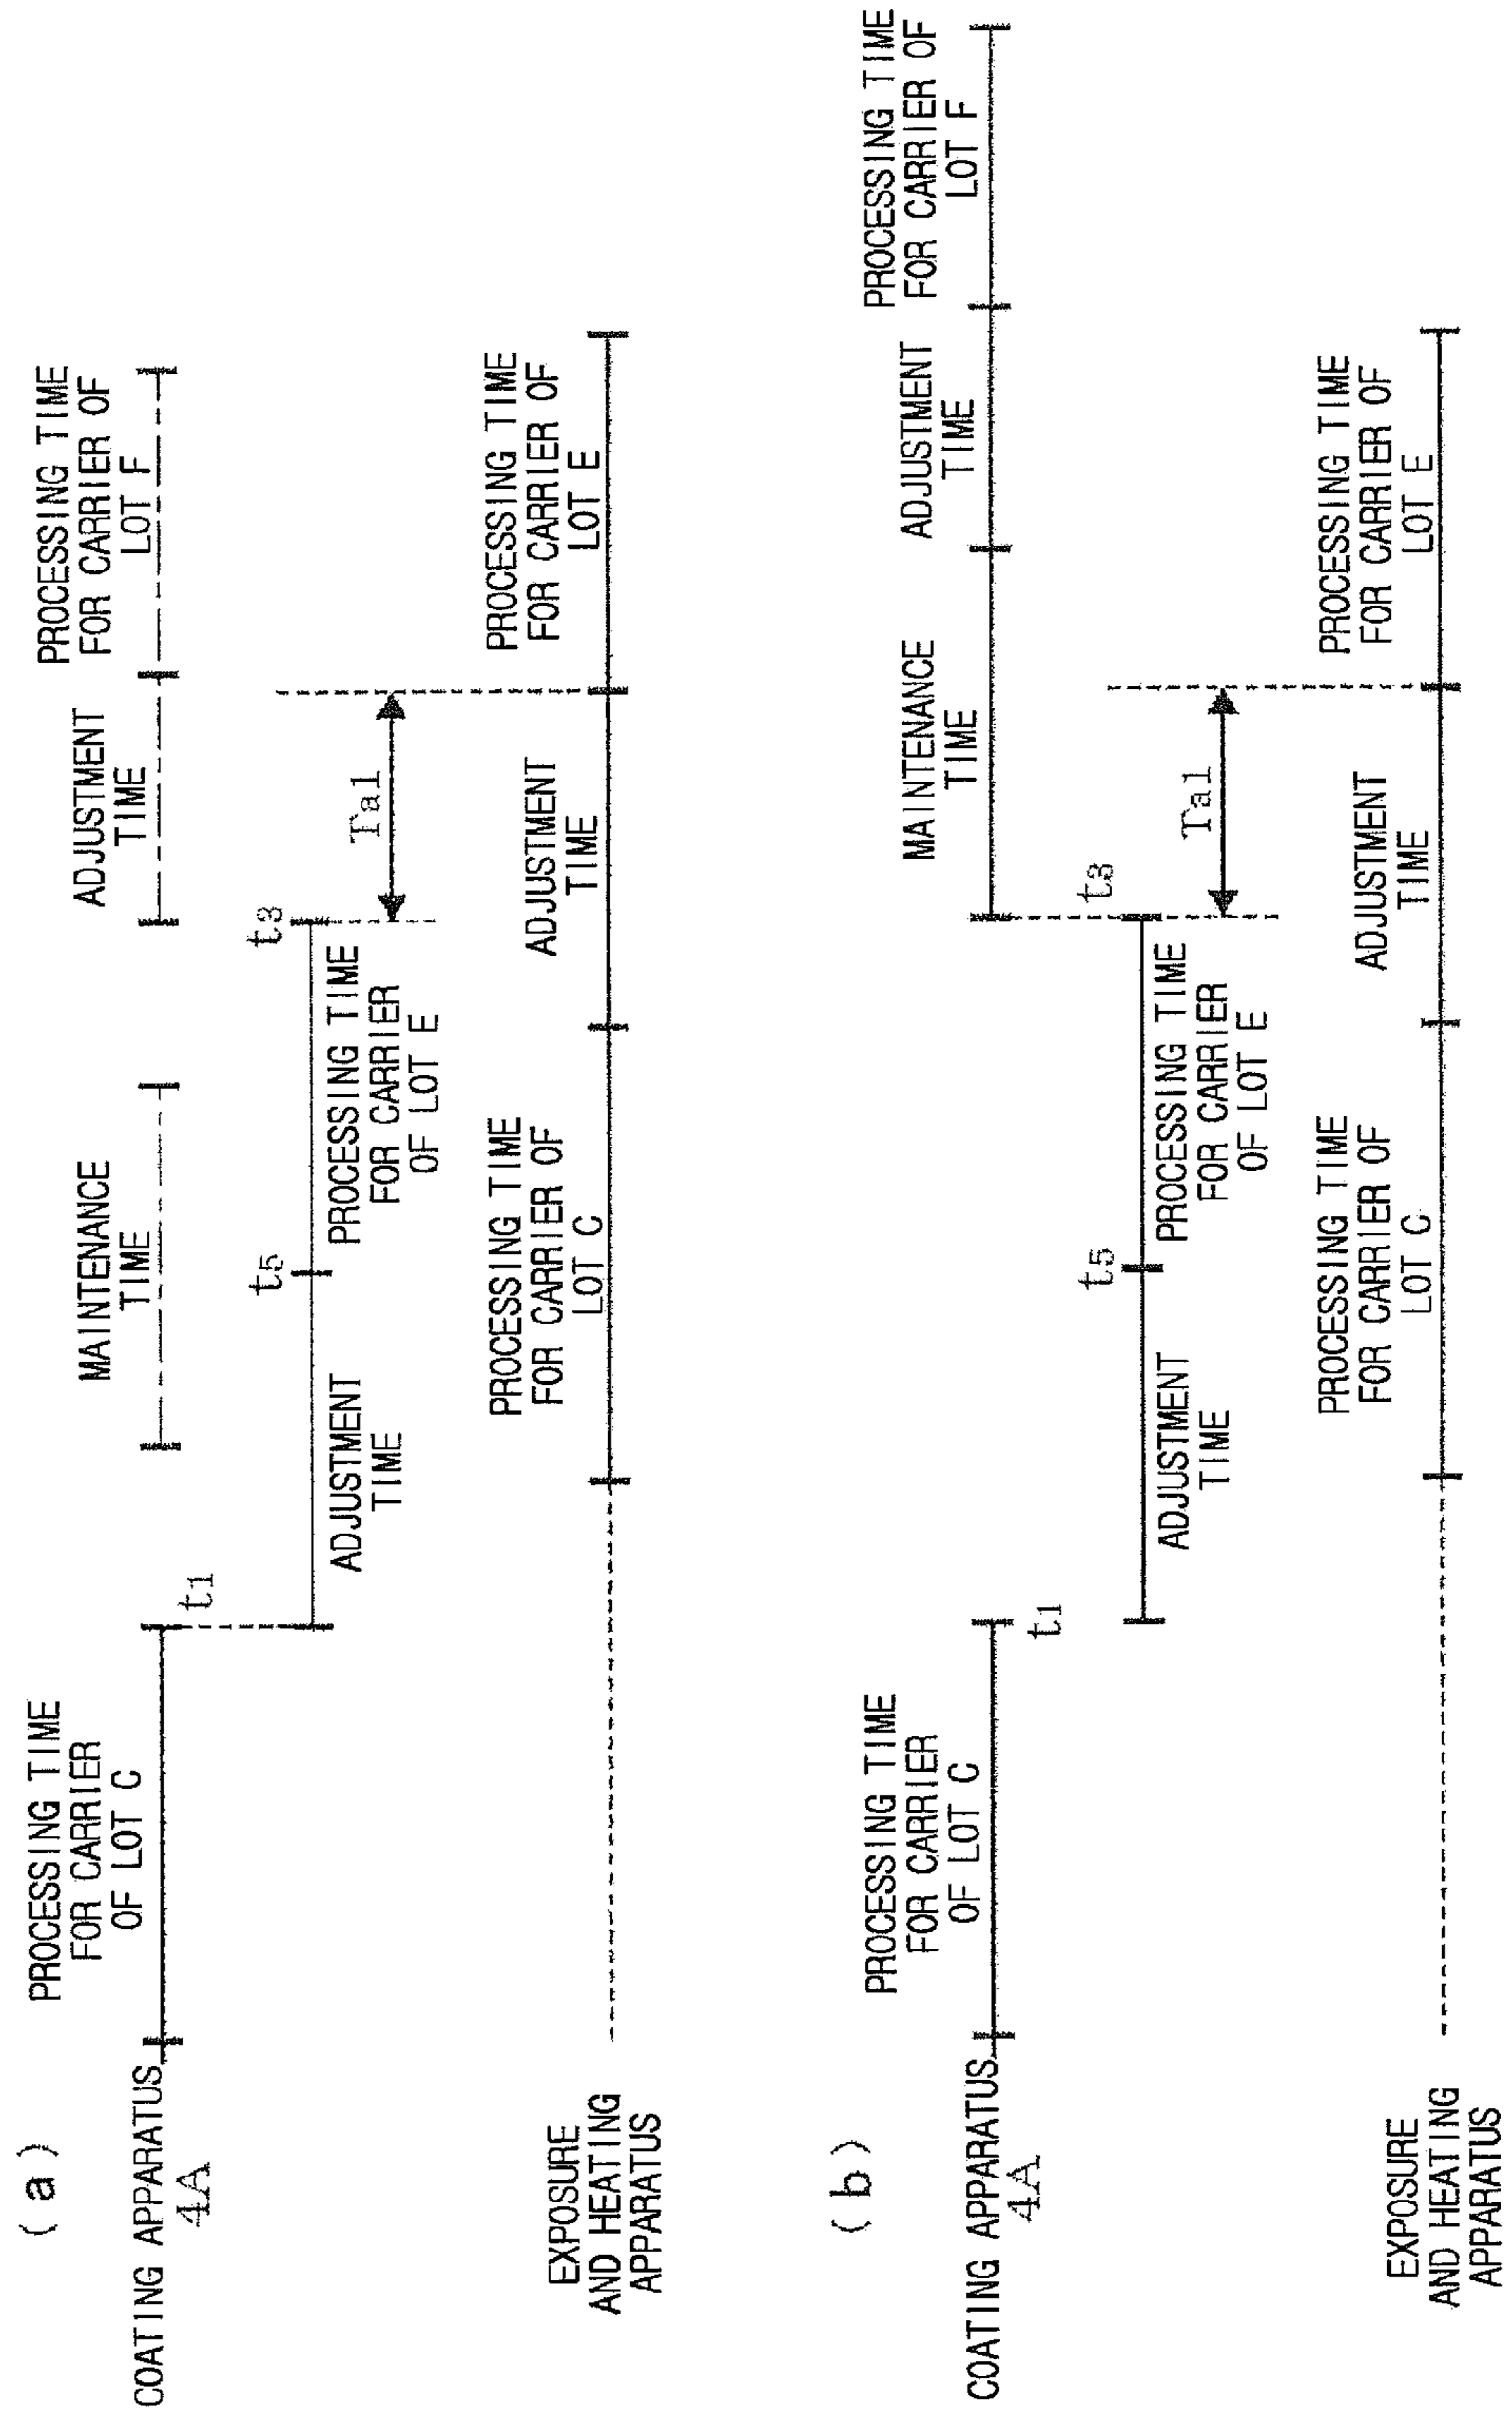 (a)
COATING APPARATUS
4A
PROCESSING TIME
FOR CARRIER
OF LOT C
t1
MAINTENANCE
TIME
ADJUSTMENT
TIME
PROCESSING TIME
FOR CARRIER OF
LOT F
ADJUSTMENT
TIME
t5
PROCESSING TIME
FOR CARRIER
OF LOT E
t3
Ta1
EXPOSURE
AND HEATING
APPARATUS
PROCESSING TIME
FOR CARRIER OF
LOT C
ADJUSTMENT
TIME
PROCESSING TIME
FOR CARRIER OF
LOT E
(b)
COATING APPARATUS
4A
PROCESSING TIME
FOR CARRIER
OF LOT C
t1
MAINTENANCE
TIME
ADJUSTMENT
TIME
PROCESSING TIME
FOR CARRIER OF
LOT F
ADJUSTMENT
TIME
t5
PROCESSING TIME
FOR CARRIER
OF LOT E
t3
Ta1
EXPOSURE
AND HEATING
APPARATUS
PROCESSING TIME
FOR CARRIER OF
LOT C
ADJUSTMENT
TIME
PROCESSING TIME
FOR CARRIER OF
LOT E